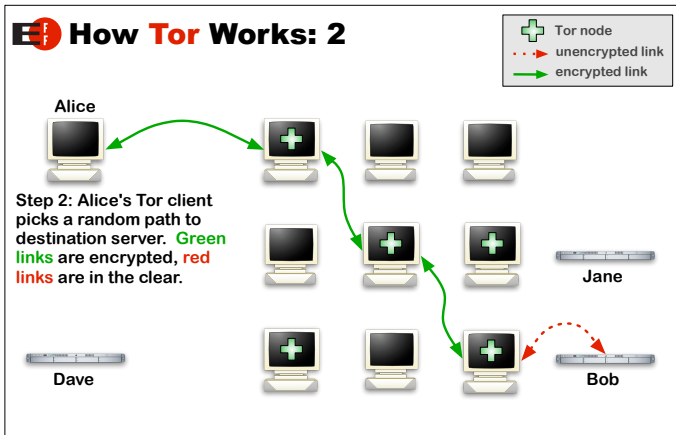 EFF How Tor Works: 2
Tor node
unencrypted link
encrypted link
Alice
Step 2: Alice's Tor client
picks a random path to
destination server. Green
links are encrypted, red
links are in the clear.
Jane
Dave
Bob